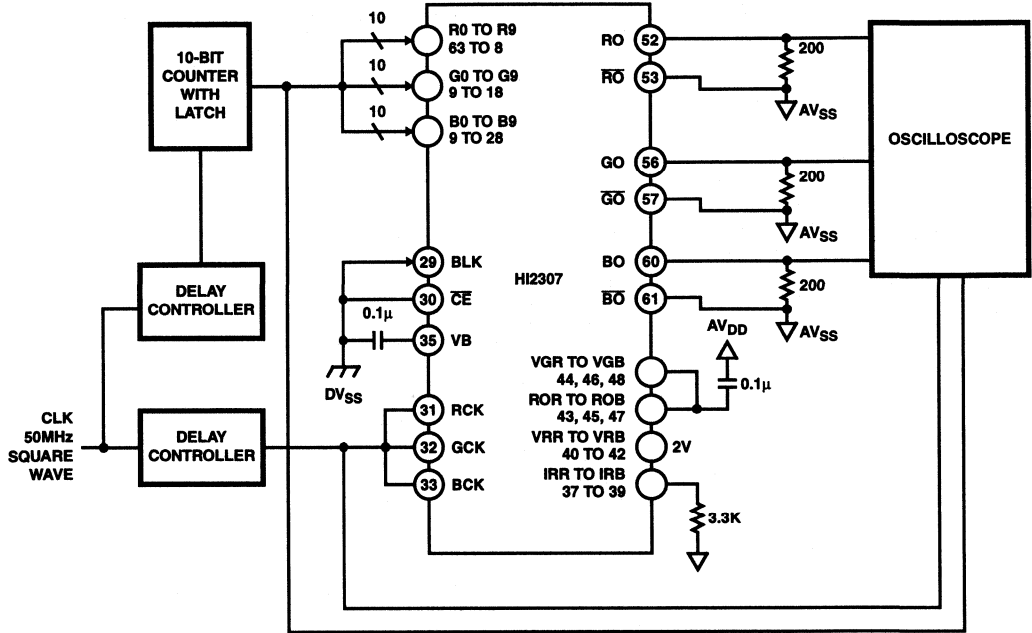 10-BIT
COUNTER
WITH
LATCH
10
10
10
R0 TO R9
63 TO 8
G0 TO G9
9 TO 18
B0 TO B9
9 TO 28
RO
52
R̅O̅
53
200
AVSS
GO
56
G̅O̅
57
200
AVSS
BO
60
B̅O̅
61
200
AVSS
OSCILLOSCOPE
DELAY
CONTROLLER
29
BLK
30
C̅E̅
0.1μ
35
VB
DVSS
HI2307
AVDD
0.1μ
VGR TO VGB
44, 46, 48
ROR TO ROB
43, 45, 47
VRR TO VRB
40 TO 42
2V
IRR TO IRB
37 TO 39
3.3K
31
RCK
32
GCK
33
BCK
CLK
50MHz
SQUARE
WAVE
DELAY
CONTROLLER